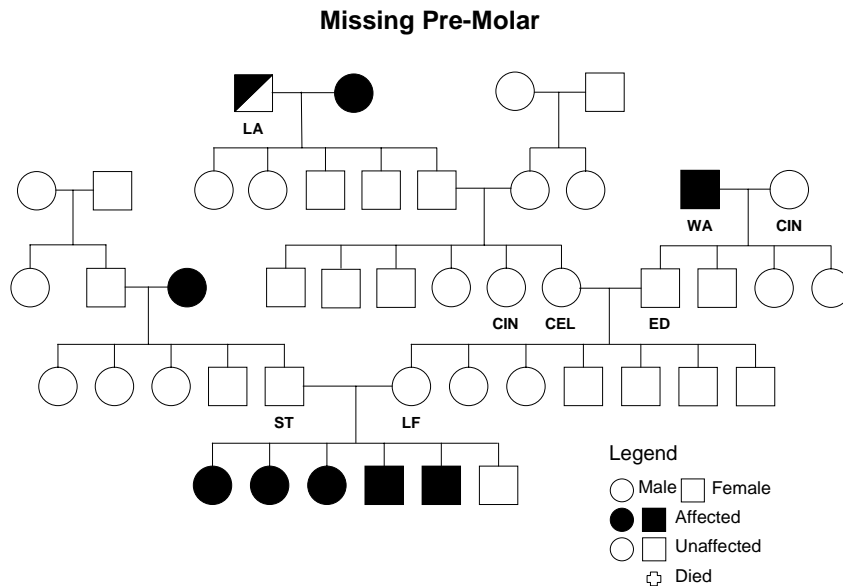 Missing Pre-Molar
LA
WA
CIN
CIN
CEL
ED
ST
LF
Legend
Male Female
Affected
Unaffected
Died